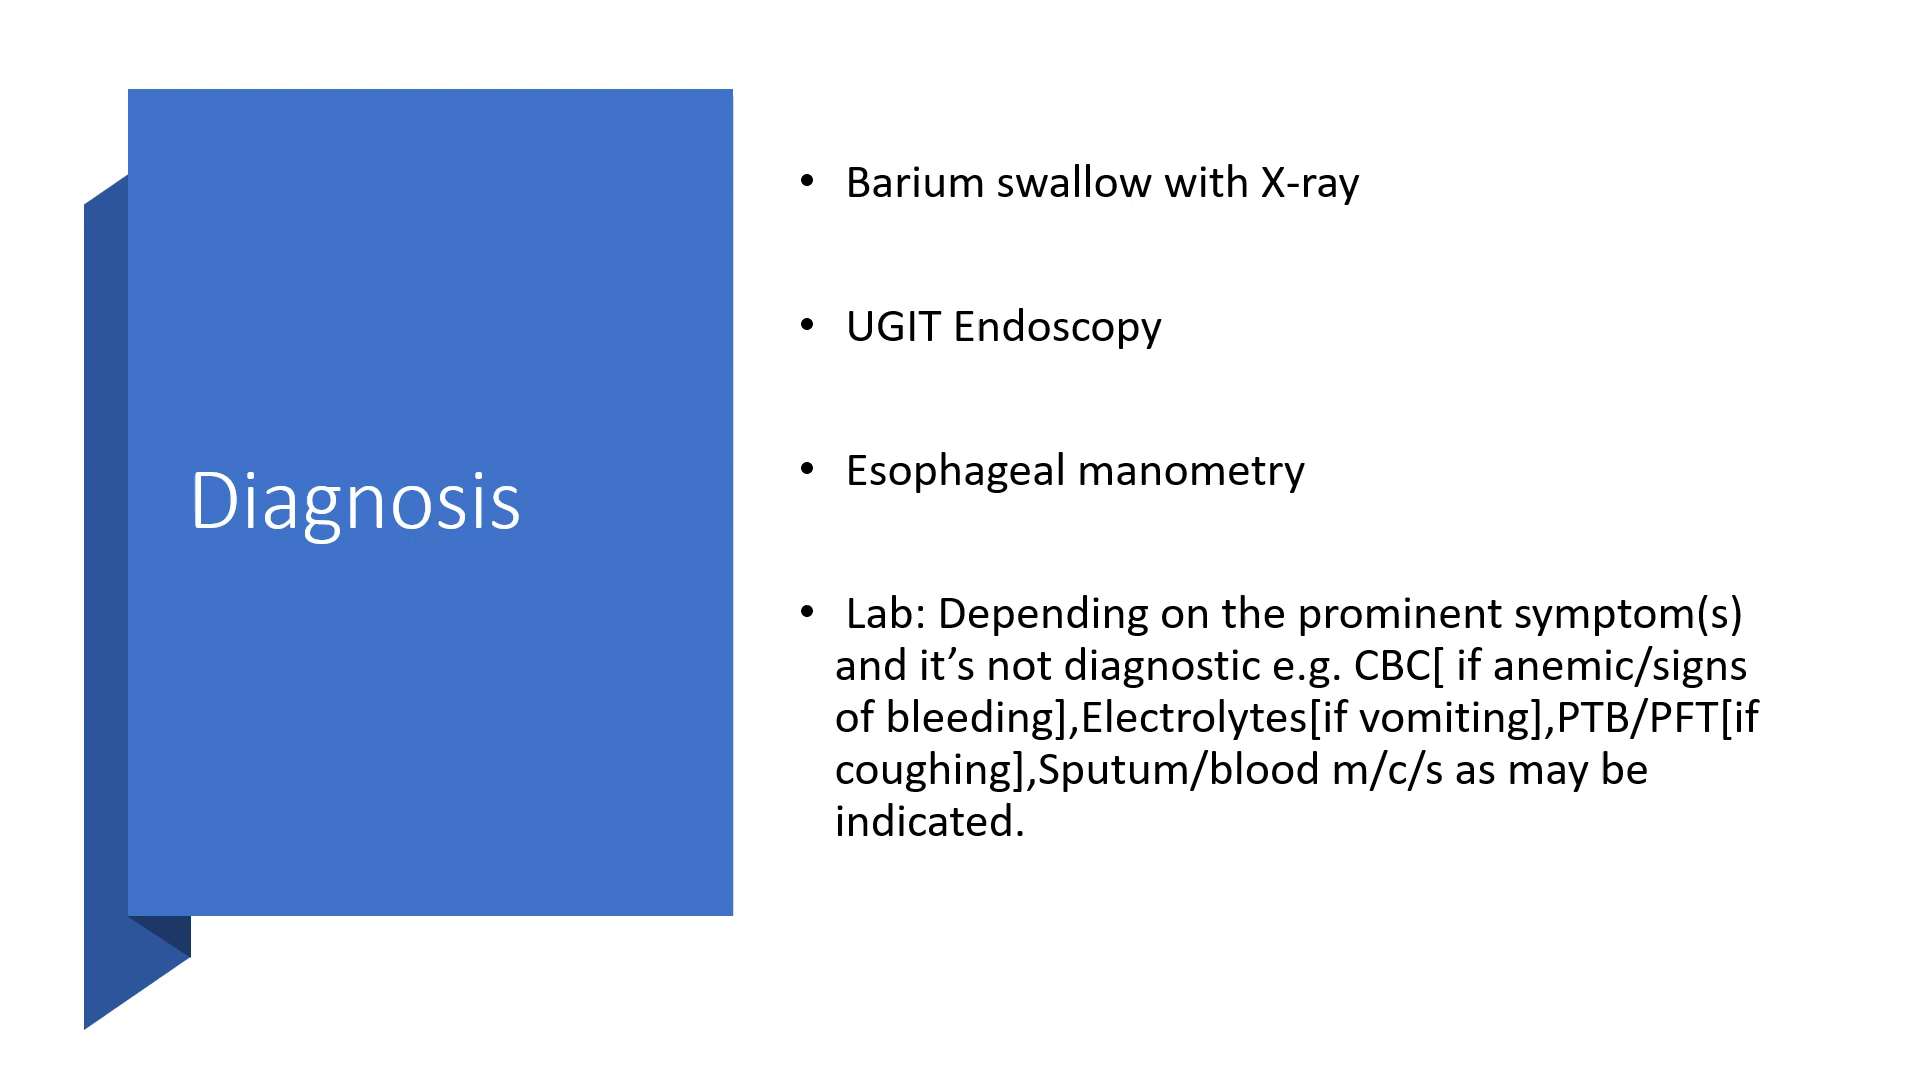 Diagnosis
• Barium swallow with X-ray
• UGIT Endoscopy
• Esophageal manometry
• Lab: Depending on the prominent symptom(s)
and it’s not diagnostic e.g. CBC[ if anemic/signs
of bleeding],Electrolytes[if vomiting],PTB/PFT[if
coughing],Sputum/blood m/c/s as may be
indicated.